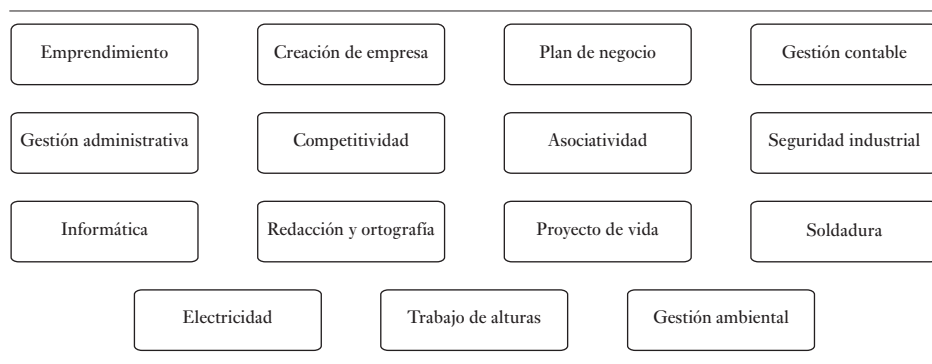 Emprendimiento
Creación de empresa
Plan de negocio
Gestión contable
Gestión administrativa
Competitividad
Asociatividad
Seguridad industrial
Informática
Redacción y ortografía
Proyecto de vida
Soldadura
Electricidad
Trabajo de alturas
Gestión ambiental